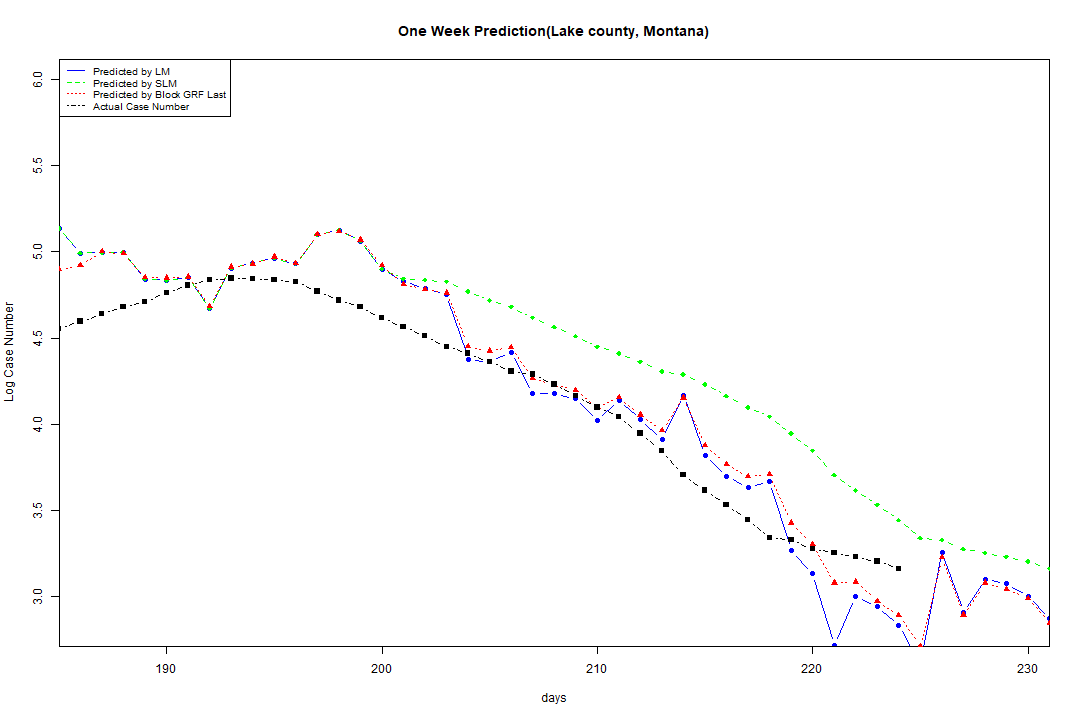 One Week Prediction(Lake county, Montana)
Predicted by LM
Predicted by SLM
Predicted by Block GRF Last
Actual Case Number
Log Case Number
6.0
5.5
5.0
4.5
4.0
3.5
3.0
190
200
210
220
230
days